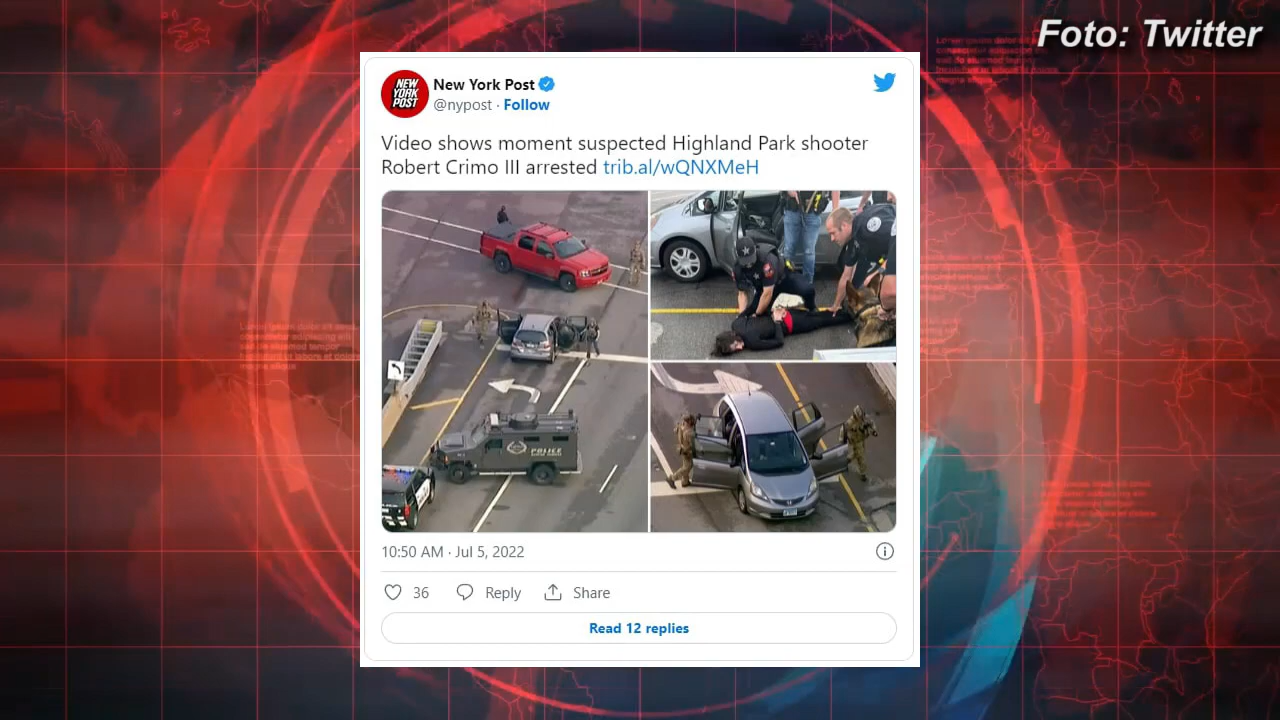 Foto: Twitter
NEW
YORK
POST
New York Post
@nypost · Follow
Video shows moment suspected Highland Park shooter
Robert Crimo III arrested trib.al/wQNXMeH
POLICE
10:50 AM · Jul 5, 2022
36 Reply Share
Read 12 replies